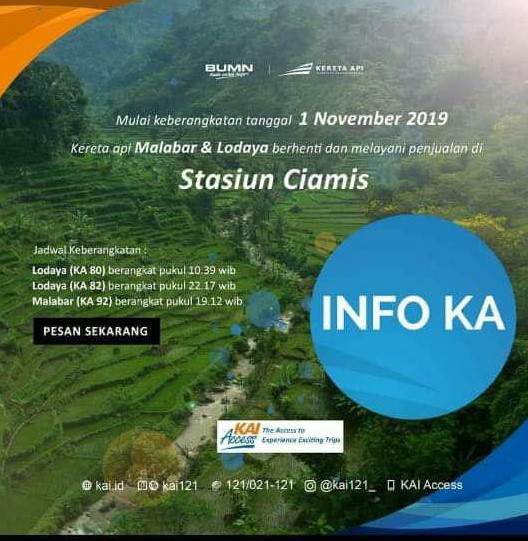 BUMN
KERETA API
Mulai keberangkatan tanggal 1 November 2019
Kereta api Malabar & Lodaya berhenti dan melayani penjualan di
Stasiun Ciamis
Jadwal Keberangkatan :
Lodaya (KA 80) berangkat pukul 10.39 wib
Lodaya (KA 82) berangkat pukul 22.17 wib
Malabar (KA 92) berangkat pukul 19.12 wib
PESAN SEKARANG
INFO KA
KAI Access The Access to
Experience Exciting Trips
kai.id kai121 121/021-121 @kai121_ KAI Access